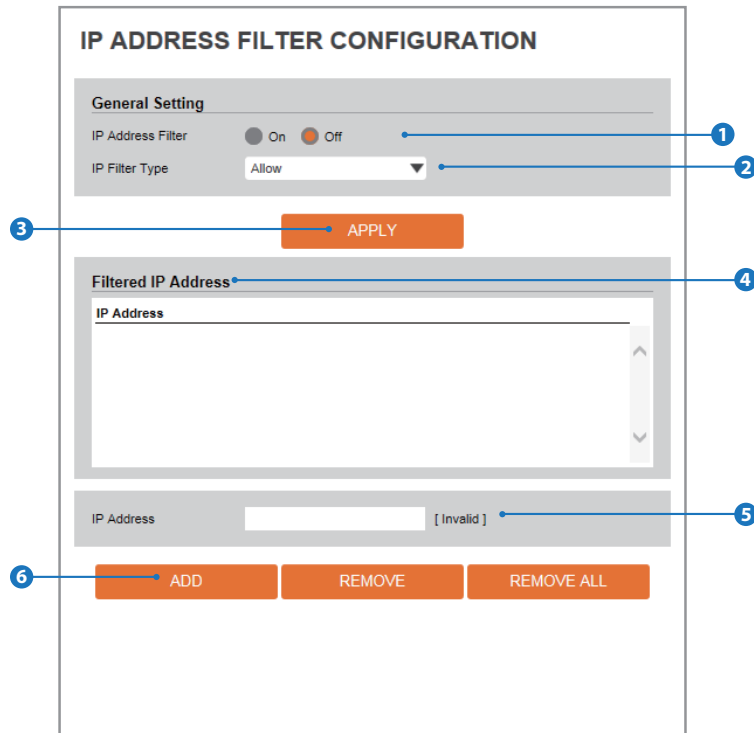 IP ADDRESS FILTER CONFIGURATION
General Setting
IP Address Filter On Off 1
IP Filter Type Allow 2
3 APPLY
Filtered IP Address 4
IP Address
IP Address [ Invalid ] 5
6 ADD REMOVE REMOVE ALL